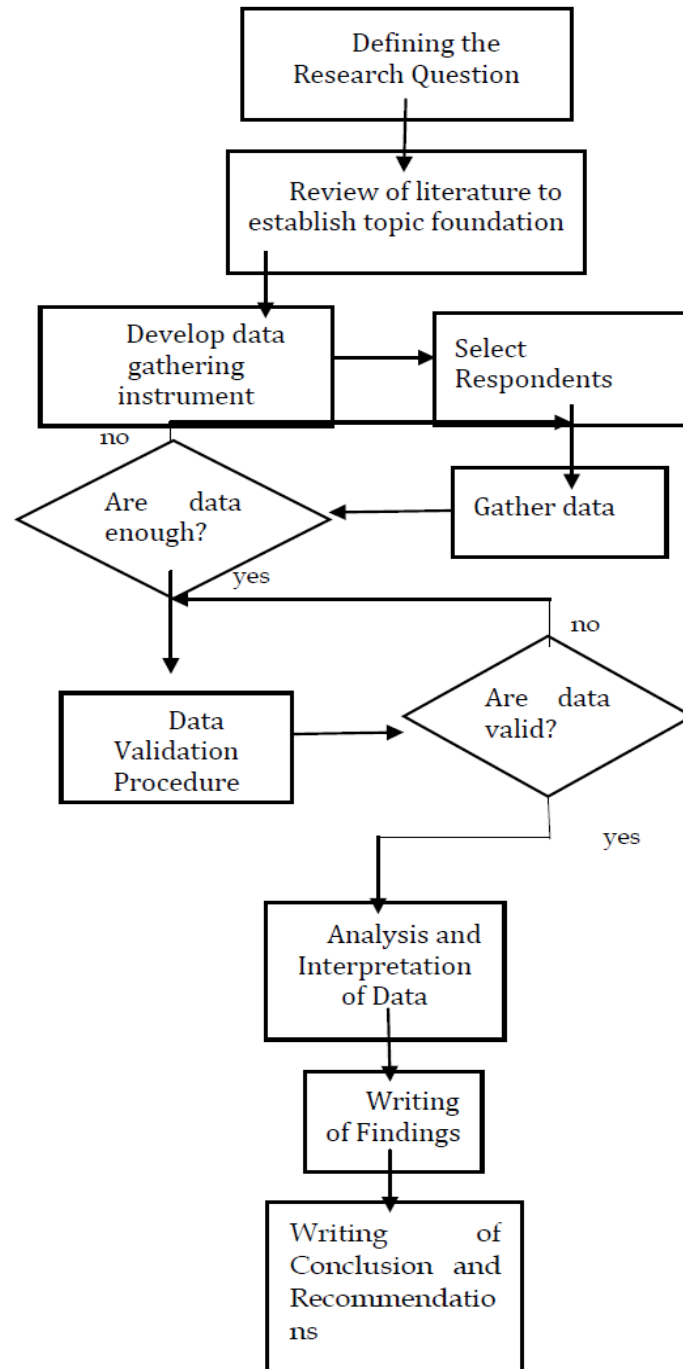 Defining the
Research Question
Review of literature to
establish topic foundation
Develop data
gathering
instrument
Select
Respondents
no
Are data
enough?
Gather data
yes
no
Are data
valid?
Data
Validation
Procedure
yes
Analysis and
Interpretation
of Data
Writing
of Findings
Writing of
Conclusion and
Recommendatio
ns